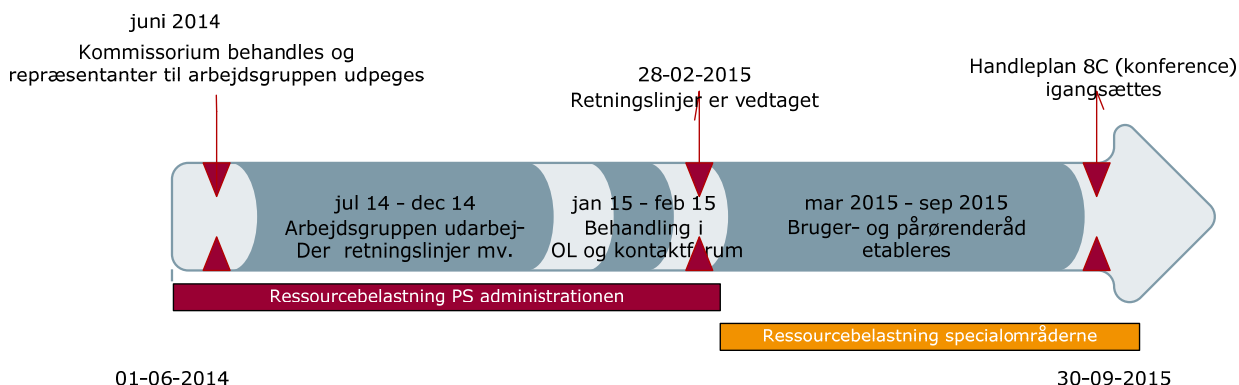 juni 2014
Kommissorium behandles og
repræsentanter til arbejdsgruppen udpeges
28-02-2015
Retningslinjer er vedtaget
Handleplan 8C (konference)
igangsættes
jul 14 - dec 14
Arbejdsgruppen udarbej-
Der retningslinjer mv.
jan 15 - feb 15
Behandling i
OL og kontaktforum
mar 2015 - sep 2015
Bruger- og pårørenderåd
etableres
Ressourcebelastning PS administrationen
Ressourcebelastning specialområderne
01-06-2014
30-09-2015